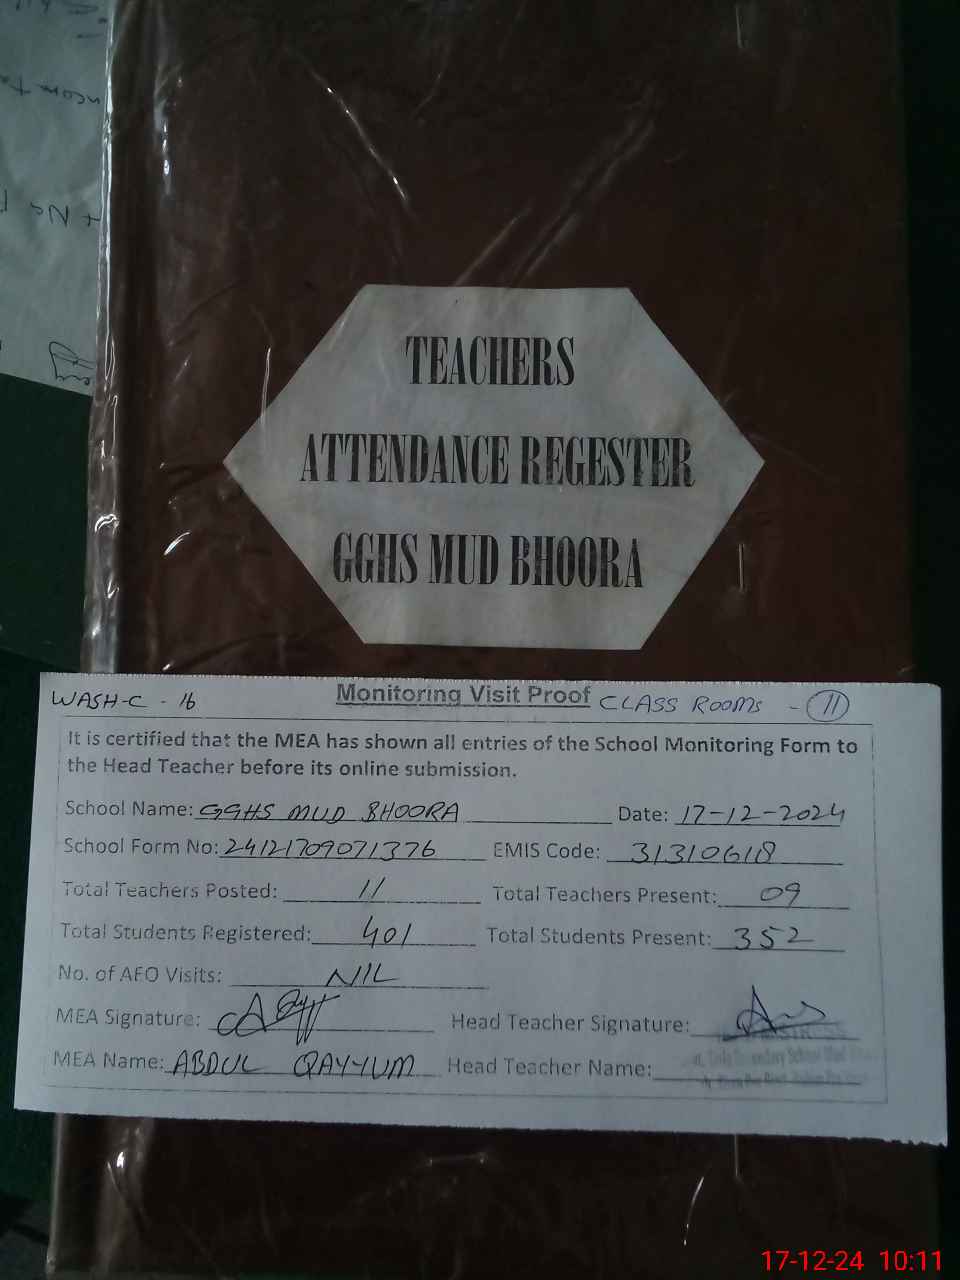 TEACHERS
ATTENDANCE REGESTER
GGHS MUD BHOORA
WASH-C - 16 Monitoring Visit Proof CLASS ROOMS - 11
It is certified that the MEA has shown all entries of the School Monitoring Form to
the Head Teacher before its online submission.
School Name: GGHS MUD BHOORA Date: 17-12-2024
School Form No: 24121709071376 EMIS Code: 31310618
Total Teachers Posted: 11 Total Teachers Present: 09
Total Students Registered: 401 Total Students Present: 352
No. of AEO Visits: NIL
MEA Signature: Head Teacher Signature:
MEA Name: ABDUL QAYYUM Head Teacher Name:
17-12-24 10:11